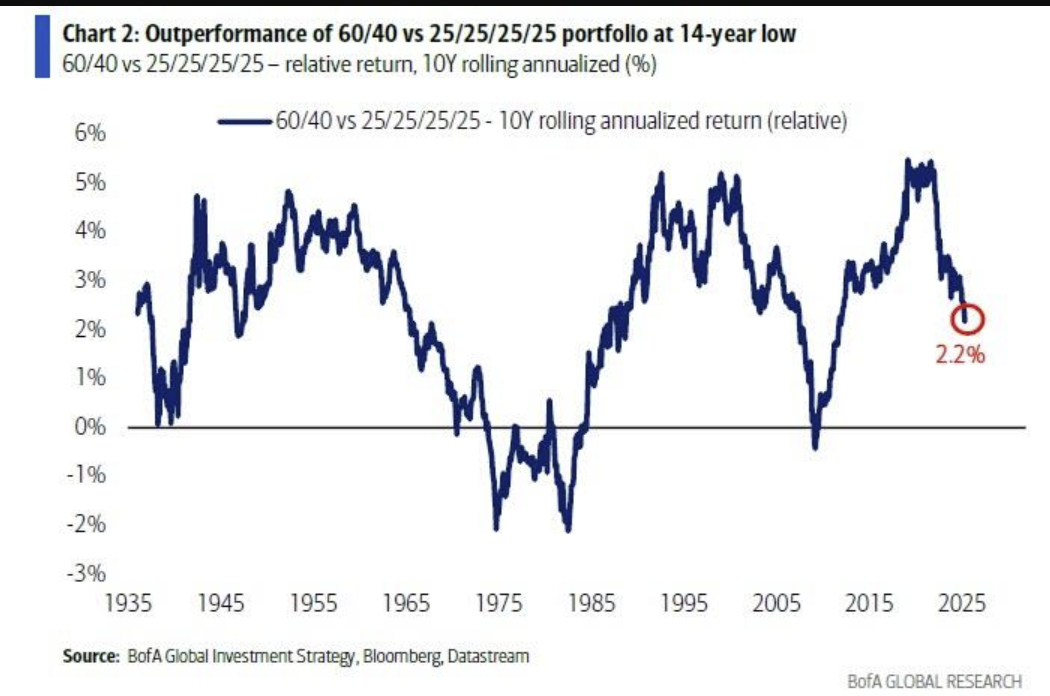 Chart 2: Outperformance of 60/40 vs 25/25/25/25 portfolio at 14-year low
60/40 vs 25/25/25/25 – relative return, 10Y rolling annualized (%)
60/40 vs 25/25/25/25 - 10Y rolling annualized return (relative)
6%
5%
4%
3%
2%
1%
0%
-1%
-2%
-3%
2.2%
1935 1945 1955 1965 1975 1985 1995 2005 2015 2025
Source: BofA Global Investment Strategy, Bloomberg, Datastream
BofA GLOBAL RESEARCH